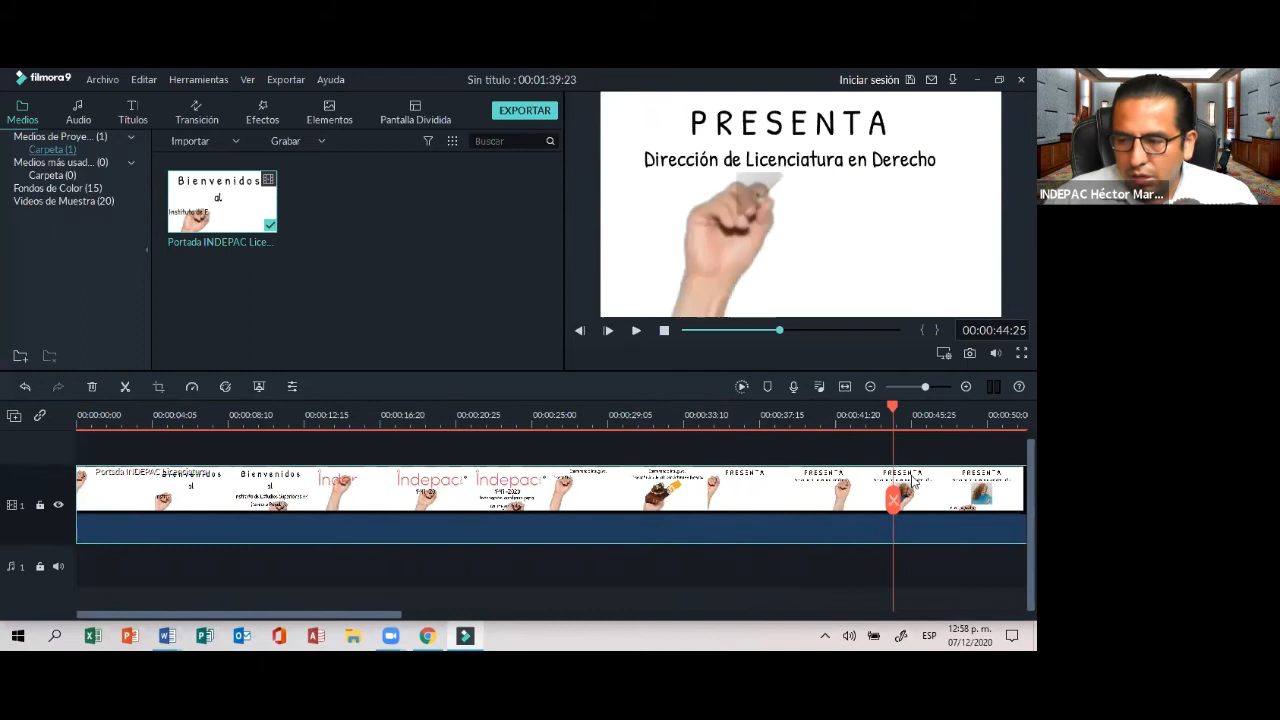 filmora9
Archivo Editar Herramientas Ver Exportar Ayuda
Sin título : 00:01:39:23
Iniciar sesión
Medios Audio Títulos Transición Efectos Elementos Pantalla Dividida
EXPORTAR
Medios de Proye... (1)
Carpeta (1)
Medios más usad... (0)
Carpeta (0)
Fondos de Color (15)
Videos de Muestra (20)
Importar Grabar Buscar
Bienvenidos
al
Instituto de E
Portada INDEPAC Lice...
PRESENTA
Dirección de Licenciatura en Derecho
INDEPAC Héctor Mar...
00:00:44:25
00:00:00:00 00:00:04:05 00:00:08:10 00:00:12:15 00:00:16:20 00:00:20:25 00:00:25:00 00:00:29:05 00:00:33:10 00:00:37:15 00:00:41:20 00:00:45:25 00:00:50:0
Portada INDEPAC Licenciatura
Bienvenidos Bienvenidos Indepac Indepac PRESENTA PRESENTA PRESENTA PRESENTA
al al
1
1
ESP
12:58 p. m.
07/12/2020